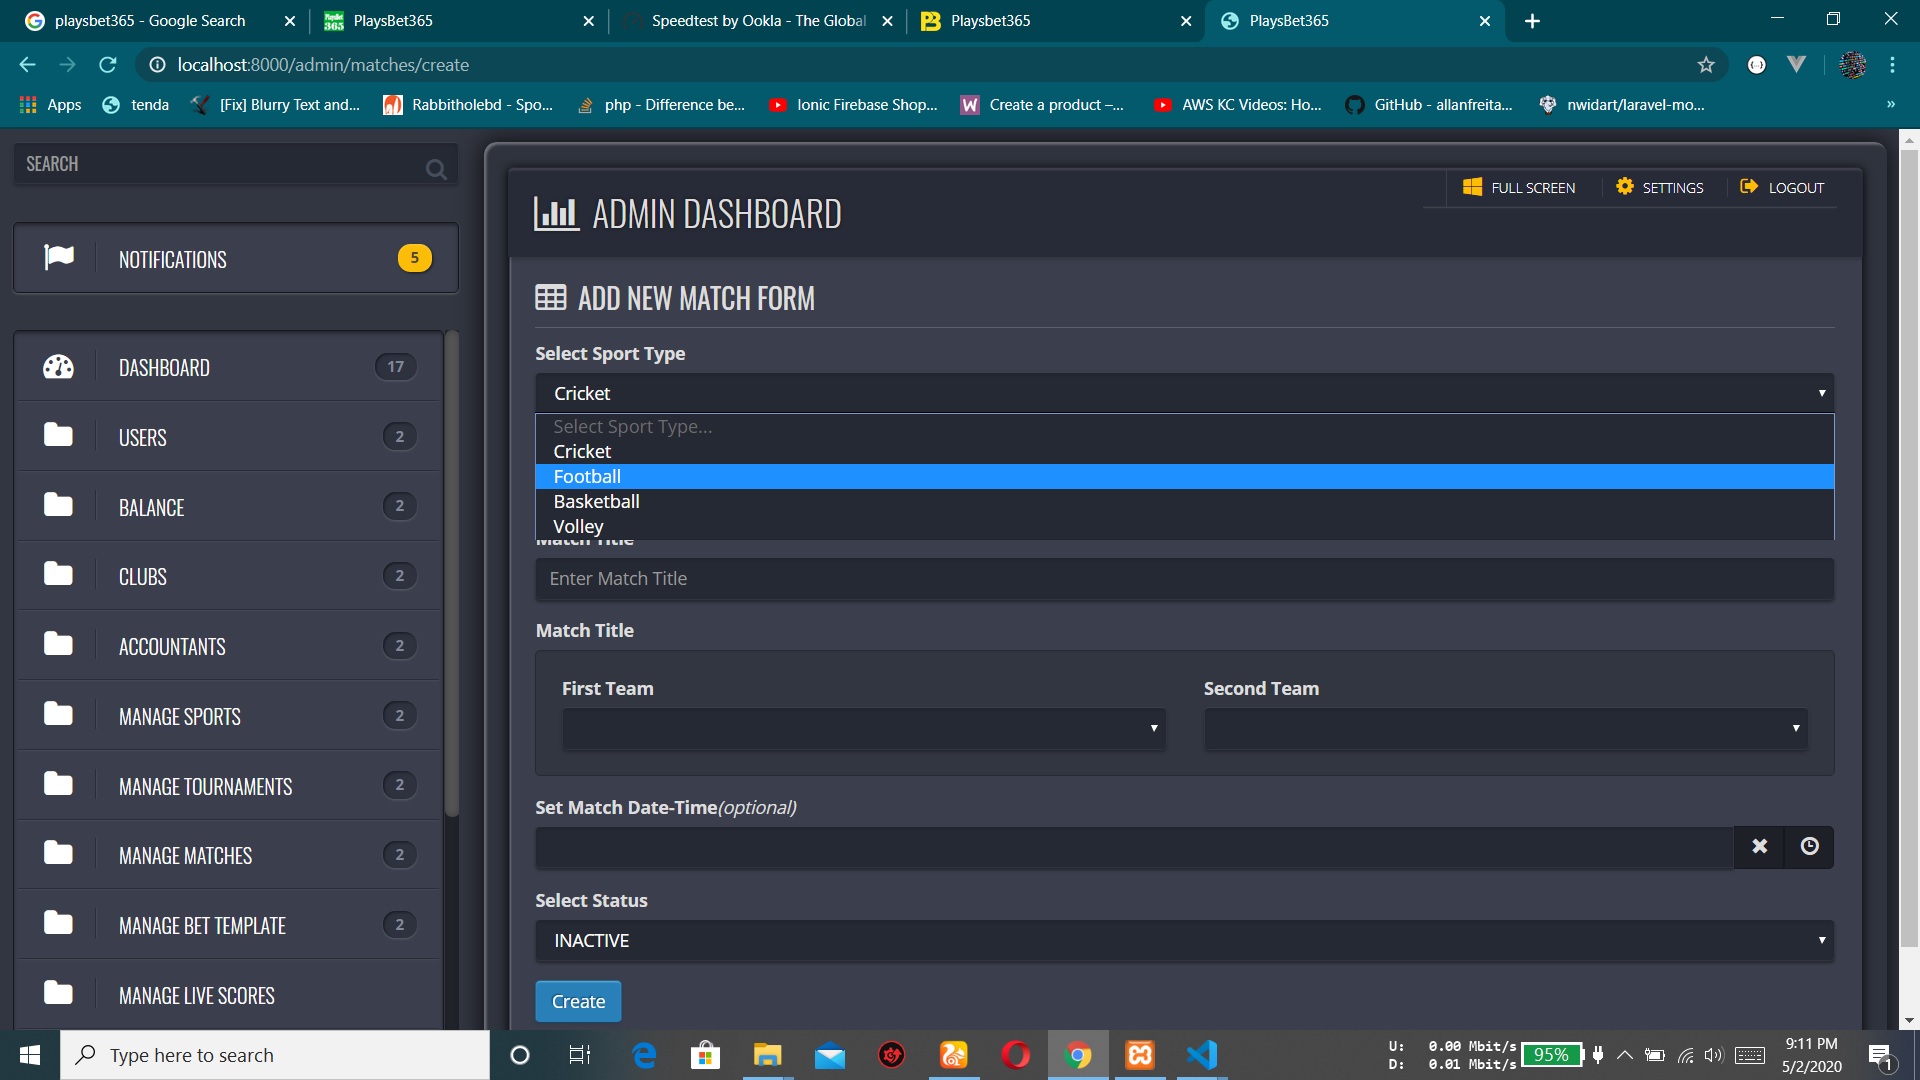 playsbet365 - Google Search
PlaysBet365
Speedtest by Ookla - The Global
Playsbet365
PlaysBet365
localhost:8000/admin/matches/create
Apps
tenda
[Fix] Blurry Text and...
Rabbitholebd - Spo...
php - Difference be...
Ionic Firebase Shop...
Create a product –...
AWS KC Videos: Ho...
GitHub - allanfreita...
nwidart/laravel-mo...
»
SEARCH
NOTIFICATIONS 5
DASHBOARD 17
USERS 2
BALANCE 2
CLUBS 2
ACCOUNTANTS 2
MANAGE SPORTS 2
MANAGE TOURNAMENTS 2
MANAGE MATCHES 2
MANAGE BET TEMPLATE 2
MANAGE LIVE SCORES
FULL SCREEN
SETTINGS
LOGOUT
ADMIN DASHBOARD
ADD NEW MATCH FORM
Select Sport Type
Cricket
Select Sport Type...
Cricket
Football
Basketball
Volley
Match Title
Enter Match Title
Match Title
First Team
Second Team
Set Match Date-Time(optional)
Select Status
INACTIVE
Create
Type here to search
U: 0.00 Mbit/s
D: 0.01 Mbit/s
95%
9:11 PM
5/2/2020
1